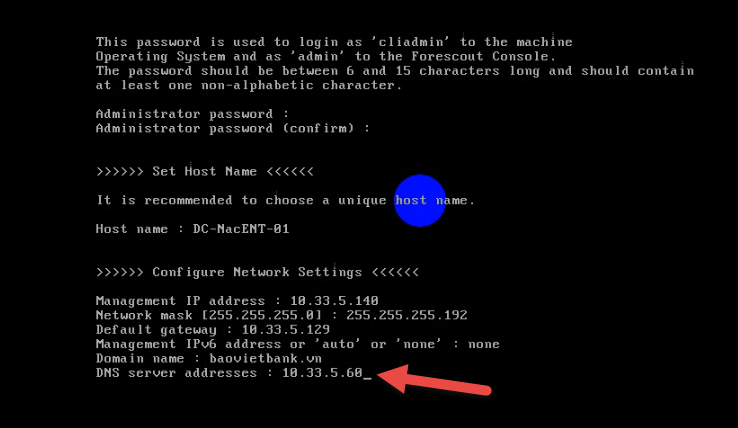 This password is used to login as 'cliadmin' to the machine
Operating System and as 'admin' to the Forescout Console.
The password should be between 6 and 15 characters long and should contain
at least one non-alphabetic character.
Administrator password :
Administrator password (confirm) :
>>>>>> Set Host Name <<<<<<
It is recommended to choose a unique host name.
Host name : DC-NacENT-01
>>>>>> Configure Network Settings <<<<<<
Management IP address : 10.33.5.140
Network mask [255.255.255.0] : 255.255.255.192
Default gateway : 10.33.5.129
Management IPv6 address or 'auto' or 'none' : none
Domain name : baovietbank.vn
DNS server addresses : 10.33.5.60_